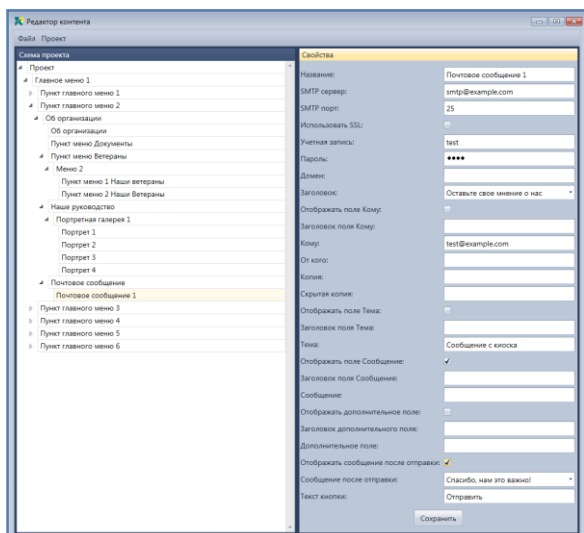 Редактор контента
Файл Проект
Схема проекта
Проект
Главное меню 1
Пункт главного меню 1
Пункт главного меню 2
Об организации
Об организации
Пункт меню Документы
Пункт меню Ветераны
Меню 2
Пункт меню 1 Наши ветераны
Пункт меню 2 Наши Ветераны
Наше руководство
Портретная галерея 1
Портрет 1
Портрет 2
Портрет 3
Портрет 4
Почтовое сообщение
Почтовое сообщение 1
Пункт главного меню 3
Пункт главного меню 4
Пункт главного меню 5
Пункт главного меню 6
Свойства
Название: Почтовое сообщение 1
SMTP сервер: smtp@example.com
SMTP порт: 25
Использовать SSL:
Учетная запись: test
Пароль: ●●●●
Домен:
Заголовок: Оставьте свое мнение о нас
Отображать поле Кому:
Заголовок поля Кому:
Кому: test@example.com
От кого:
Копия:
Скрытая копия:
Отображать поле Тема:
Заголовок поля Тема:
Тема: Сообщение с киоска
Отображать поле Сообщение:
Заголовок поля Сообщение:
Сообщение:
Отображать дополнительное поле:
Заголовок дополнительного поля:
Дополнительное поле:
Отображать сообщение после отправки:
Сообщение после отправки: Спасибо, нам это важно!
Текст кнопки: Отправить
Сохранить